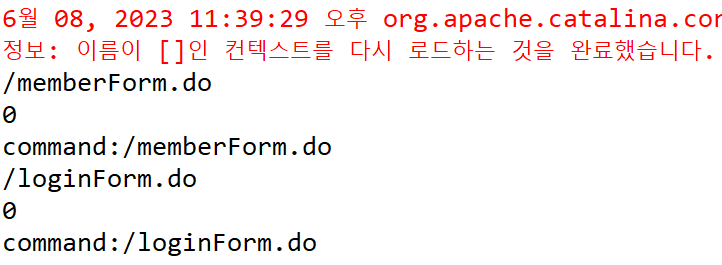 6월 08, 2023 11:39:29 오후 org.apache.catalina.cor
정보: 이름이 []인 컨텍스트를 다시 로드하는 것을 완료했습니다.
/memberForm.do
0
command:/memberForm.do
/loginForm.do
0
command:/loginForm.do